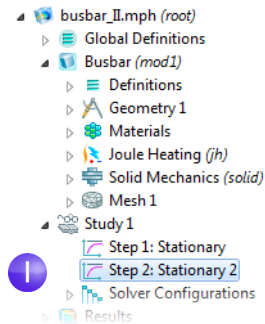 busbar_II.mph (root)
Global Definitions
Busbar (mod1)
Definitions
Geometry 1
Materials
Joule Heating (jh)
Solid Mechanics (solid)
Mesh 1
Study 1
Step 1: Stationary
Step 2: Stationary 2
Solver Configurations
Results